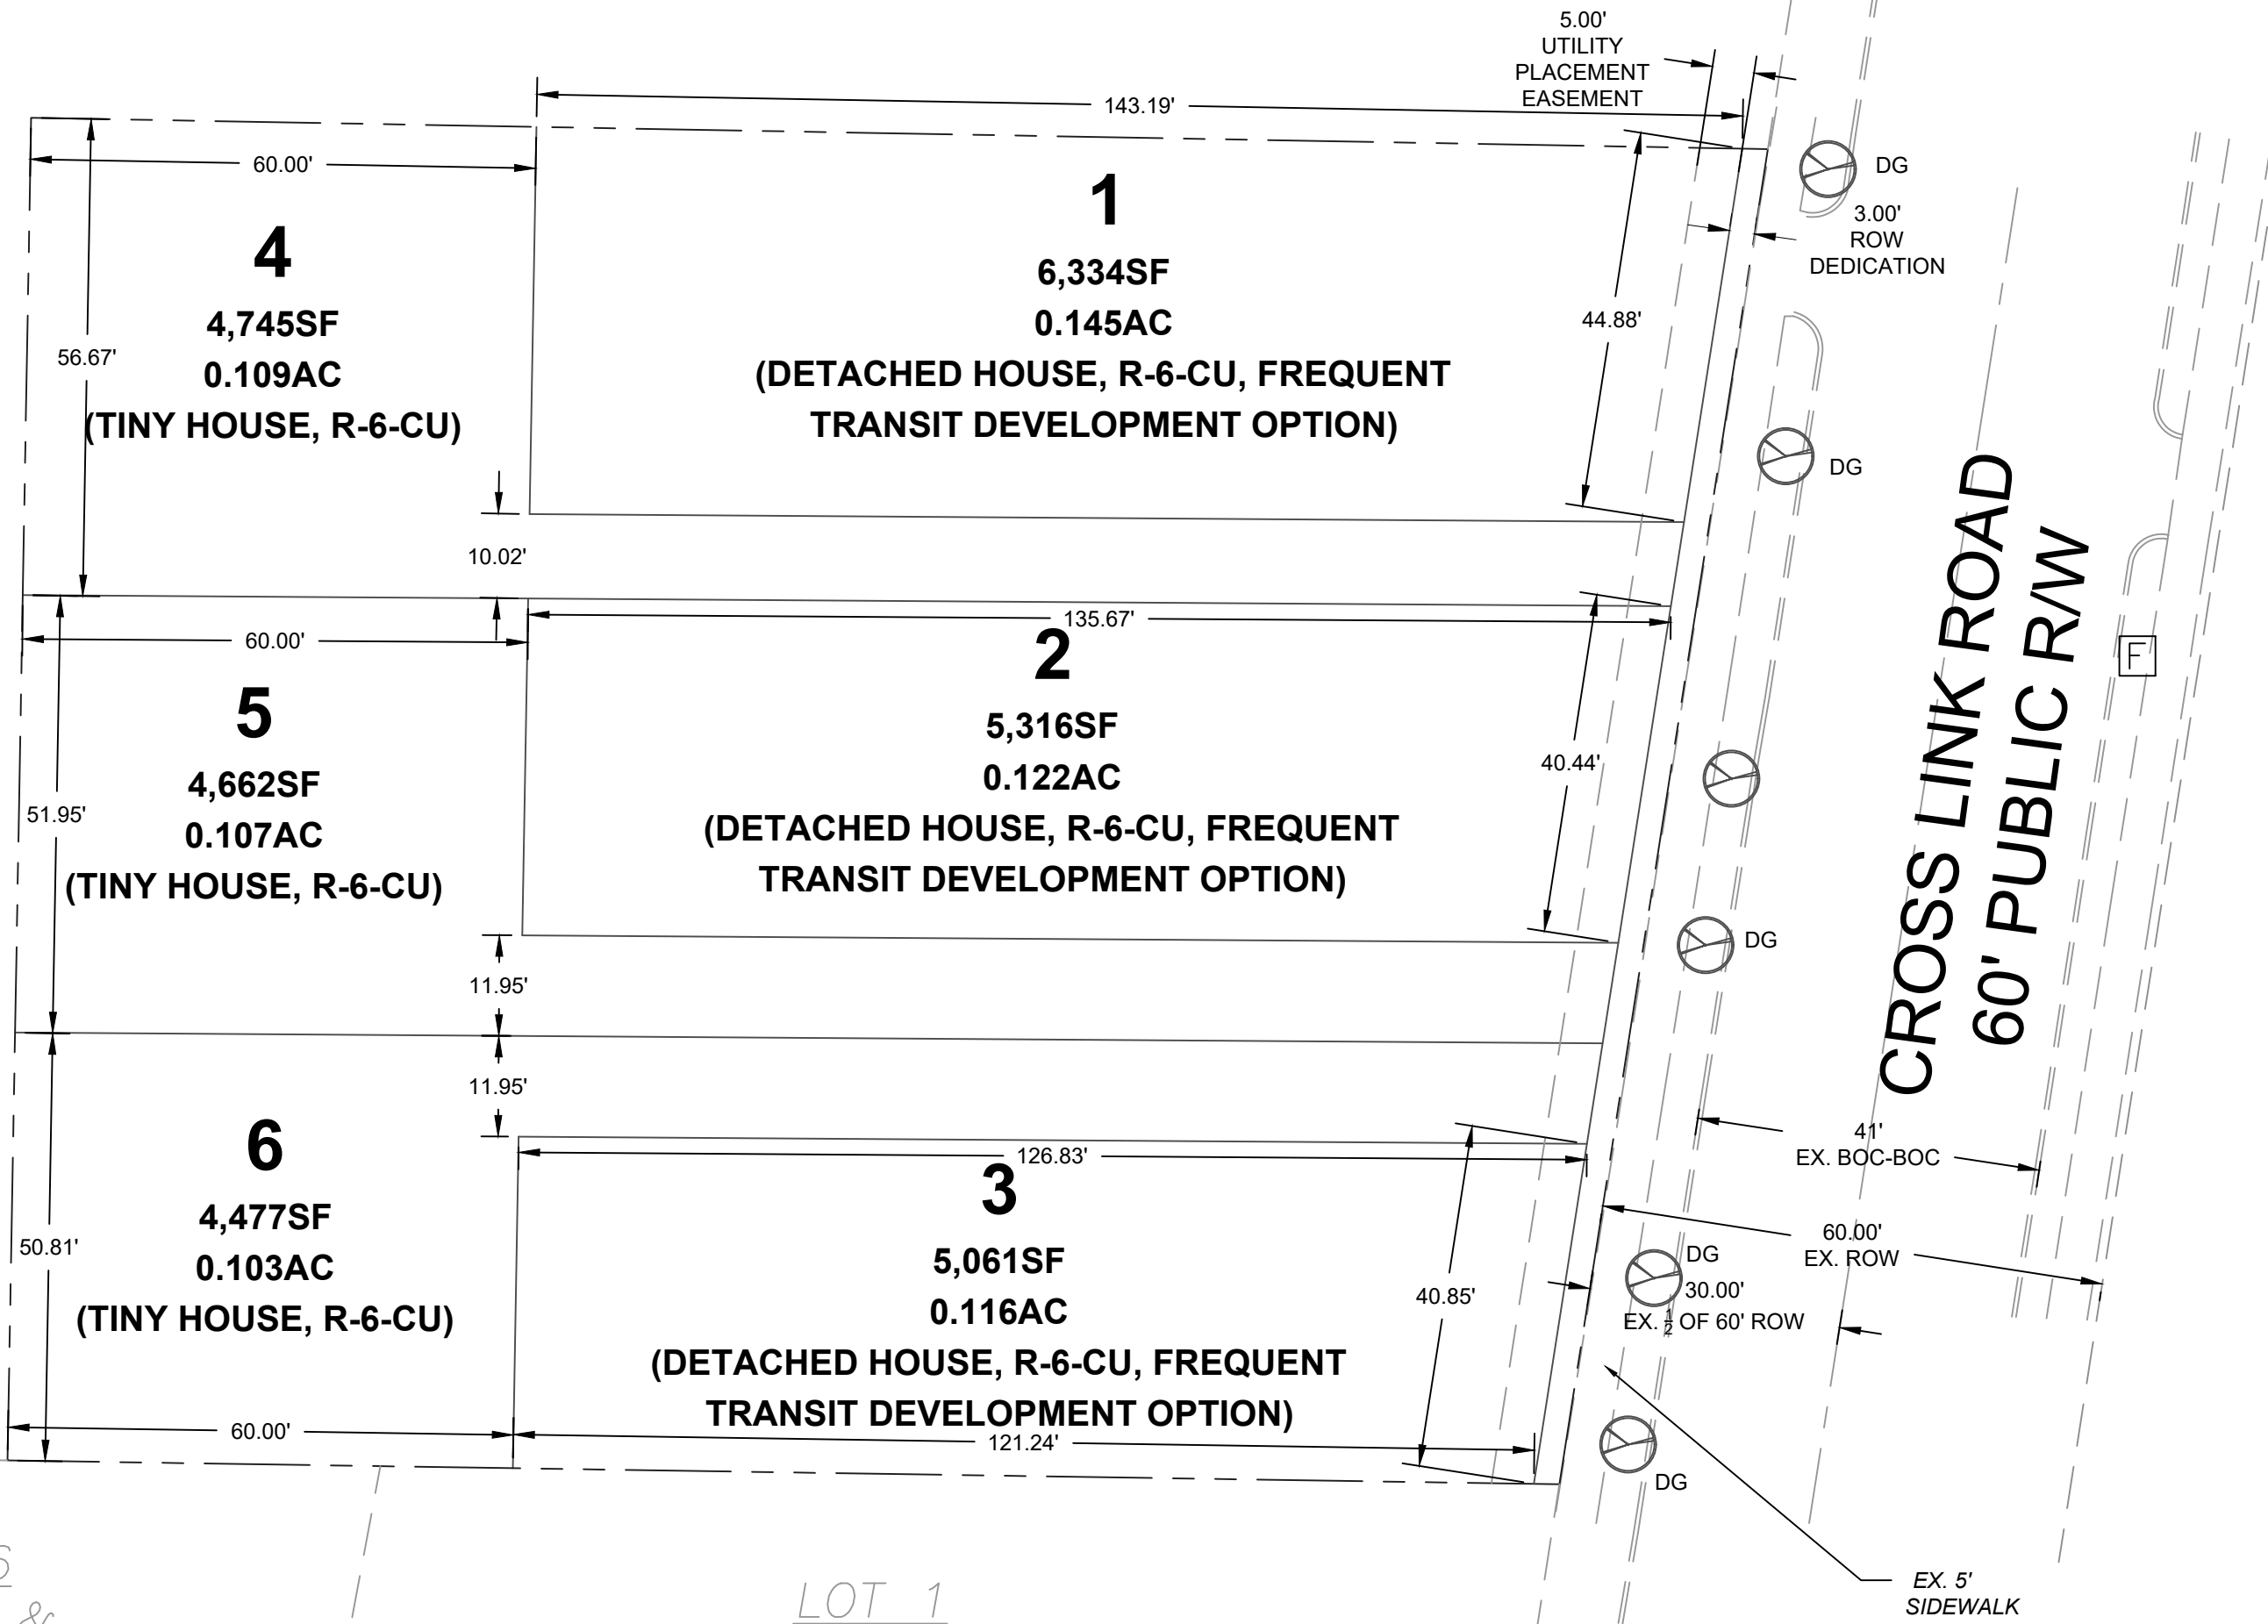 5.00'
UTILITY
PLACEMENT
EASEMENT
143.19'
60.00'
DG
3.00'
ROW
DEDICATION
1
6,334SF
0.145AC
(DETACHED HOUSE, R-6-CU, FREQUENT
TRANSIT DEVELOPMENT OPTION)
44.88'
4
4,745SF
0.109AC
(TINY HOUSE, R-6-CU)
56.67'
DG
10.02'
135.67'
60.00'
2
5,316SF
0.122AC
(DETACHED HOUSE, R-6-CU, FREQUENT
TRANSIT DEVELOPMENT OPTION)
40.44'
5
4,662SF
0.107AC
(TINY HOUSE, R-6-CU)
51.95'
CROSS LINK ROAD
60' PUBLIC R/W
F
DG
11.95'
11.95'
41'
EX. BOC-BOC
126.83'
6
4,477SF
0.103AC
(TINY HOUSE, R-6-CU)
50.81'
3
5,061SF
0.116AC
(DETACHED HOUSE, R-6-CU, FREQUENT
TRANSIT DEVELOPMENT OPTION)
40.85'
60.00'
EX. ROW
DG
30.00'
EX. 1/2 OF 60' ROW
60.00'
121.24'
DG
EX. 5'
SIDEWALK
S
&
LOT 1